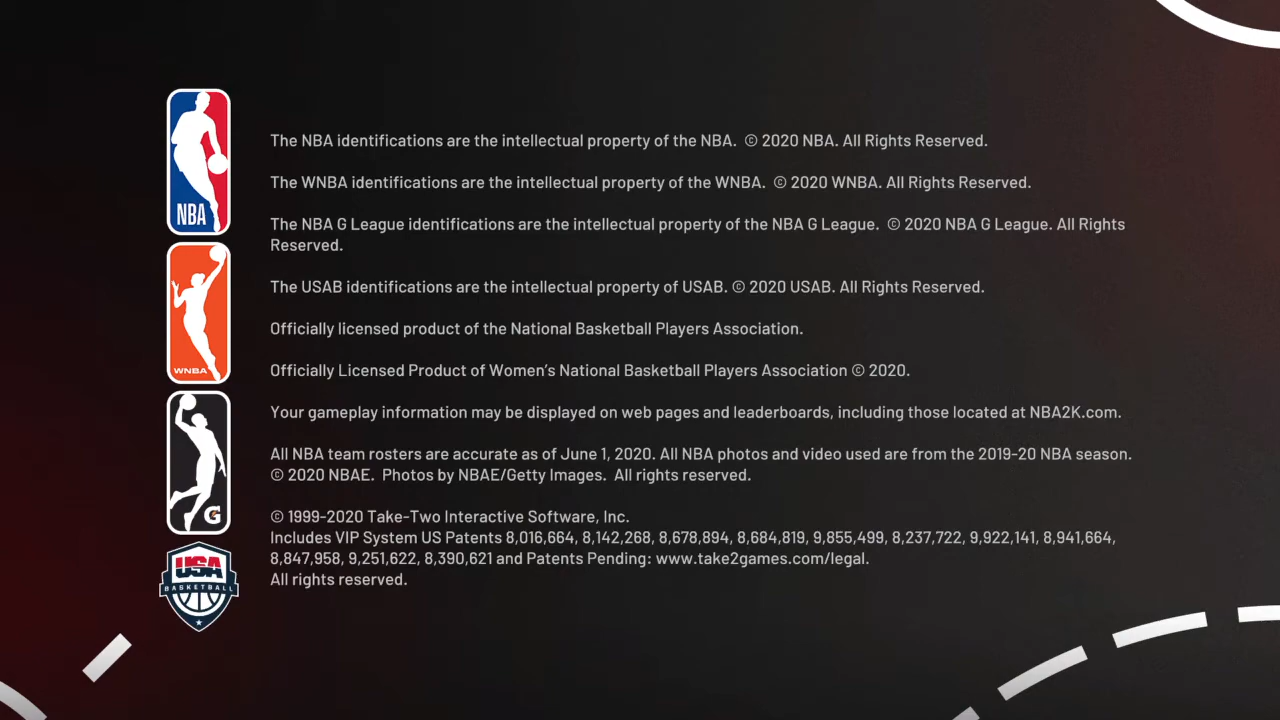 NBA
The NBA identifications are the intellectual property of the NBA.  © 2020 NBA. All Rights Reserved.
The WNBA identifications are the intellectual property of the WNBA.  © 2020 WNBA. All Rights Reserved.
The NBA G League identifications are the intellectual property of the NBA G League.  © 2020 NBA G League. All Rights
Reserved.
WNBA
The USAB identifications are the intellectual property of USAB. © 2020 USAB. All Rights Reserved.
Officially licensed product of the National Basketball Players Association.
Officially Licensed Product of Women's National Basketball Players Association © 2020.
G
Your gameplay information may be displayed on web pages and leaderboards, including those located at NBA2K.com.
All NBA team rosters are accurate as of June 1, 2020. All NBA photos and video used are from the 2019-20 NBA season.
© 2020 NBAE.  Photos by NBAE/Getty Images.  All rights reserved.
© 1999-2020 Take-Two Interactive Software, Inc.
Includes VIP System US Patents 8,016,664, 8,142,268, 8,678,894, 8,684,819, 9,855,499, 8,237,722, 9,922,141, 8,941,664,
8,847,958, 9,251,622, 8,390,621 and Patents Pending: www.take2games.com/legal.
All rights reserved.
USA
BASKETBALL